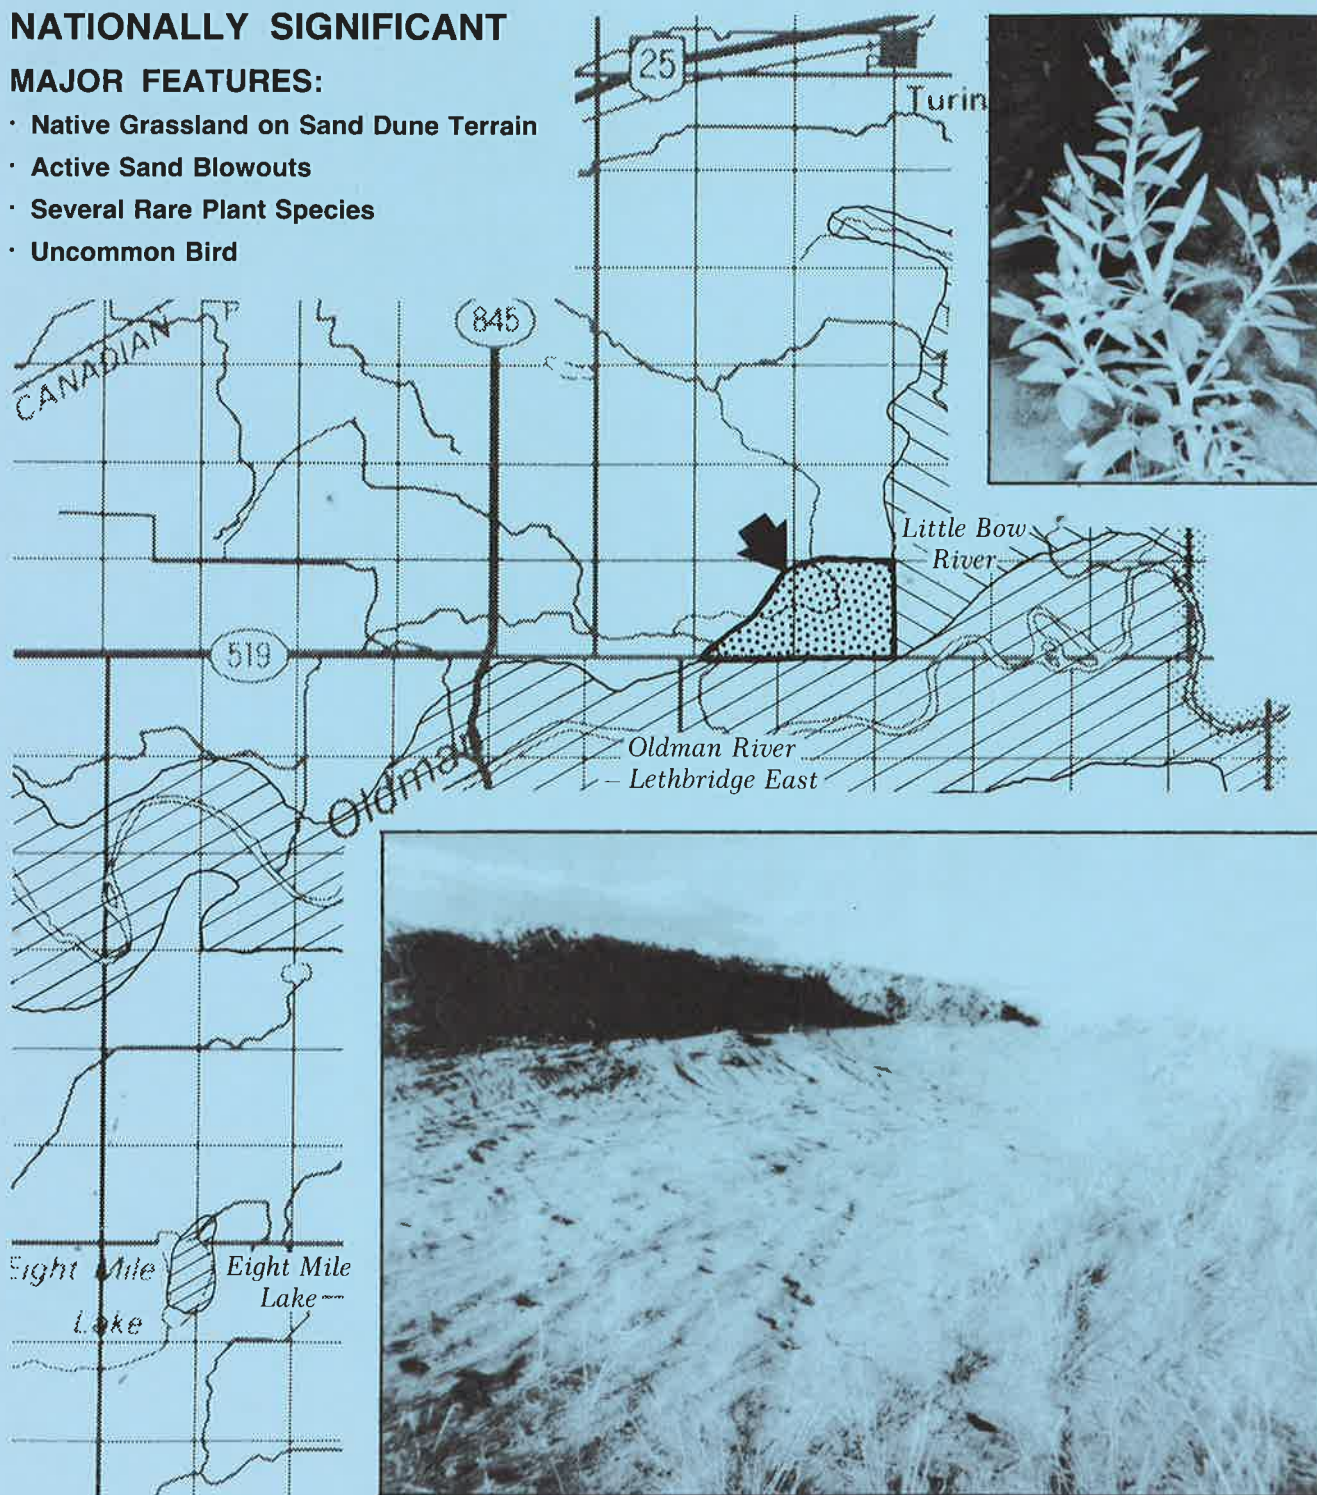 NATIONALLY SIGNIFICANT
MAJOR FEATURES:
· Native Grassland on Sand Dune Terrain
· Active Sand Blowouts
· Several Rare Plant Species
· Uncommon Bird
25
Turin
CANADIAN
845
Little Bow
River
519
Oldman
Oldman River
Lethbridge East
Eight Mile
Lake
Eight Mile
Lake